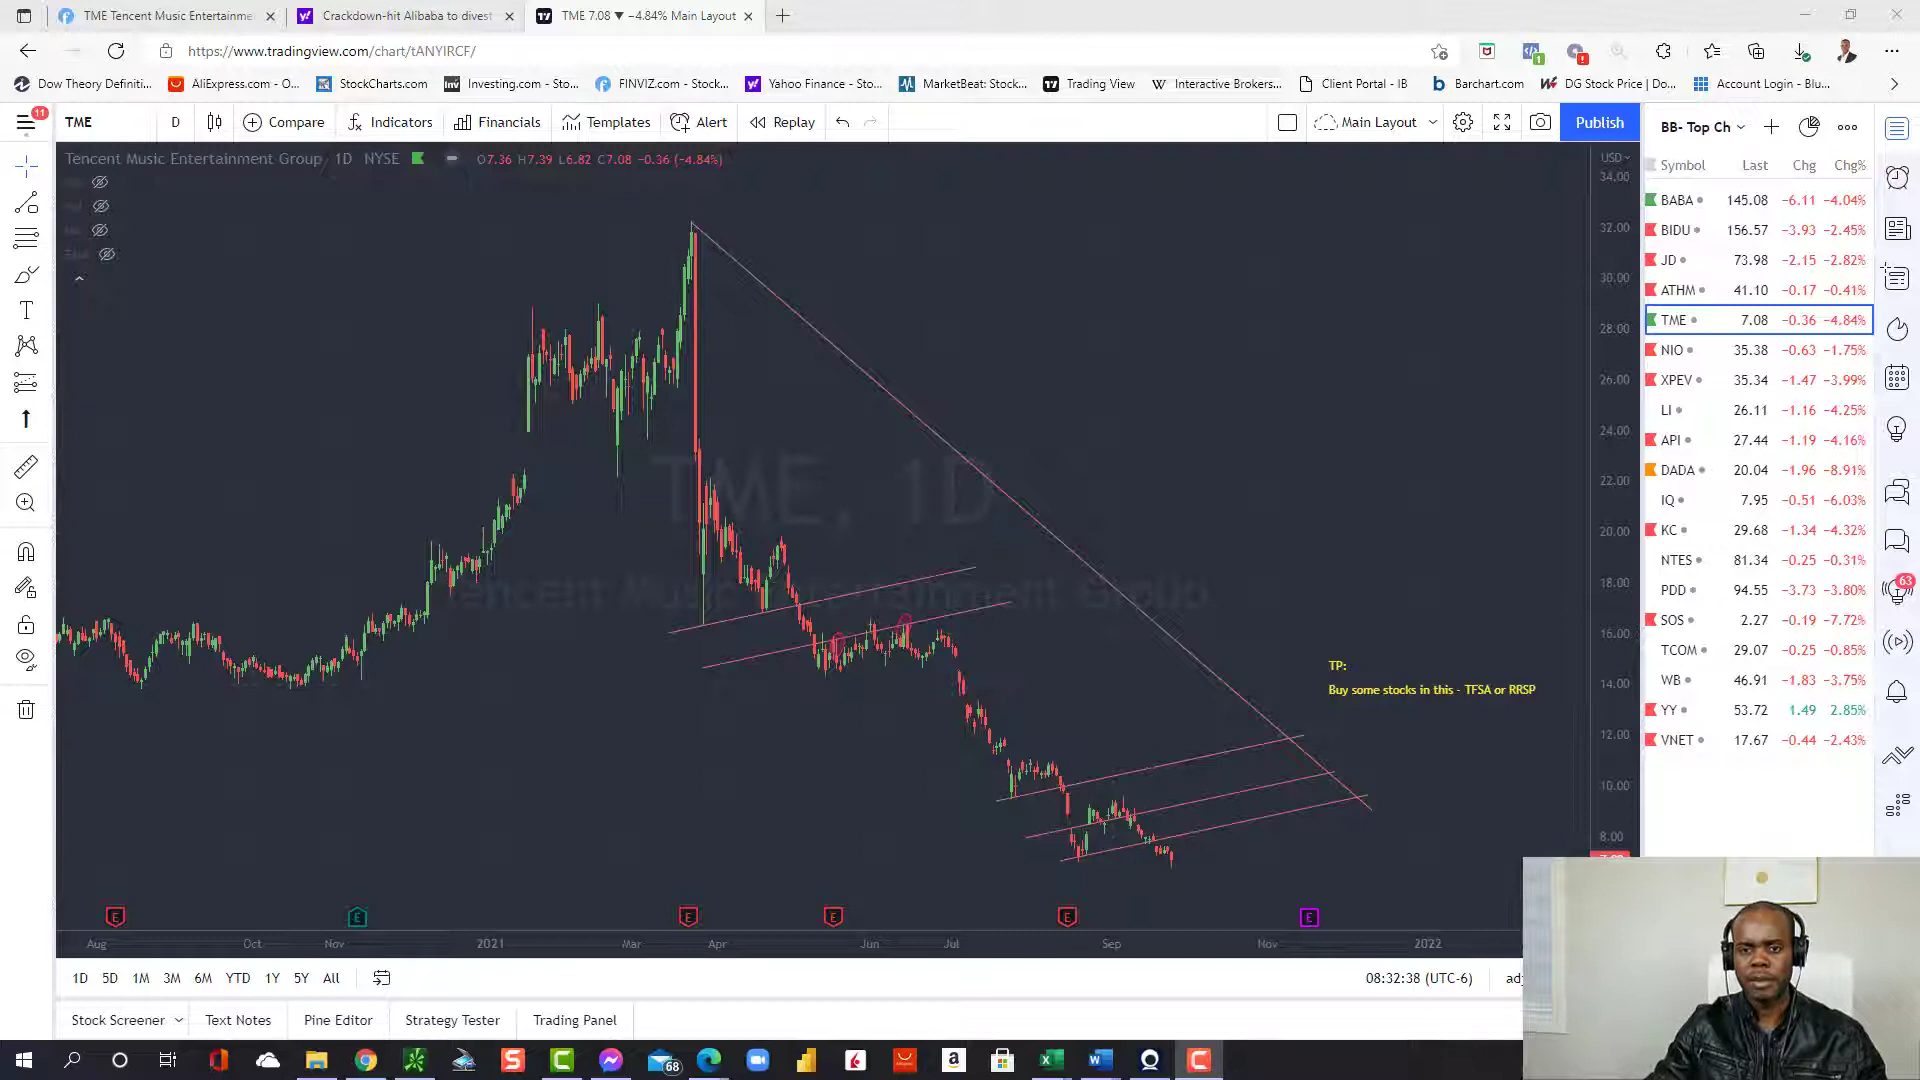 TME Tencent Music Entertainme
Crackdown-hit Alibaba to divest
TME 7.08 ▼ −4.84% Main Layout
https://www.tradingview.com/chart/tANYIRCF/
Dow Theory Definiti...
AliExpress.com - O...
StockCharts.com
Investing.com - Sto...
FINVIZ.com - Stock...
Yahoo Finance - Sto...
MarketBeat: Stock...
Trading View
Interactive Brokers...
Client Portal - IB
Barchart.com
DG Stock Price | Do...
Account Login - Blu...
11
TME
D
Compare
Indicators
Financials
Templates
Alert
Replay
Main Layout
Publish
BB- Top Ch
Tencent Music Entertainment Group 1D NYSE
O7.36 H7.39 L6.82 C7.08 −0.36 (−4.84%)
USD
34.00
32.00
30.00
28.00
26.00
24.00
22.00
20.00
18.00
16.00
14.00
12.00
10.00
8.00
TME, 1D
Tencent Music Entertainment Group
TP:
Buy some stocks in this - TFSA or RRSP
Symbol Last Chg Chg%
BABA 145.08 −6.11 −4.04%
BIDU 156.57 −3.93 −2.45%
JD 73.98 −2.15 −2.82%
ATHM 41.10 −0.17 −0.41%
TME 7.08 −0.36 −4.84%
NIO 35.38 −0.63 −1.75%
XPEV 35.34 −1.47 −3.99%
LI 26.11 −1.16 −4.25%
API 27.44 −1.19 −4.16%
DADA 20.04 −1.96 −8.91%
IQ 7.95 −0.51 −6.03%
KC 29.68 −1.34 −4.32%
NTES 81.34 −0.25 −0.31%
PDD 94.55 −3.73 −3.80%
SOS 2.27 −0.19 −7.72%
TCOM 29.07 −0.25 −0.85%
WB 46.91 −1.83 −3.75%
YY 53.72 1.49 2.85%
VNET 17.67 −0.44 −2.43%
63
E E E E E E
Aug Oct Nov 2021 Mar Apr Jun Jul Sep Nov 2022
1D 5D 1M 3M 6M YTD 1Y 5Y All
08:32:38 (UTC-6)
Stock Screener
Text Notes
Pine Editor
Strategy Tester
Trading Panel
68